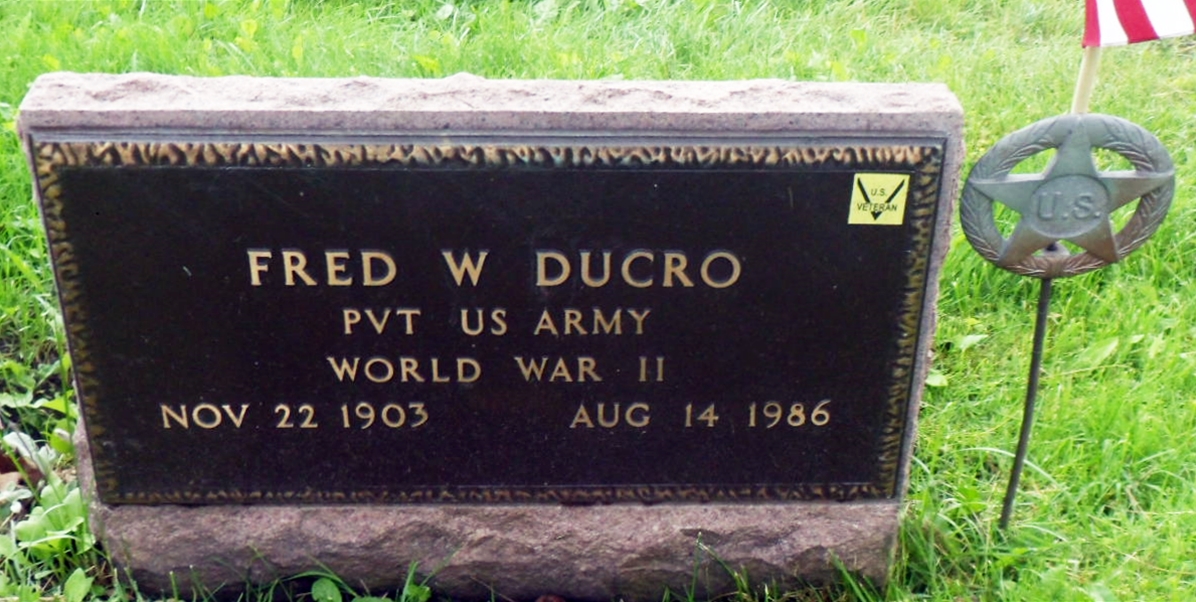 U.S.
VETERAN
FRED W DUCRO
PVT US ARMY
WORLD WAR II
NOV 22 1903 AUG 14 1986
U.S.